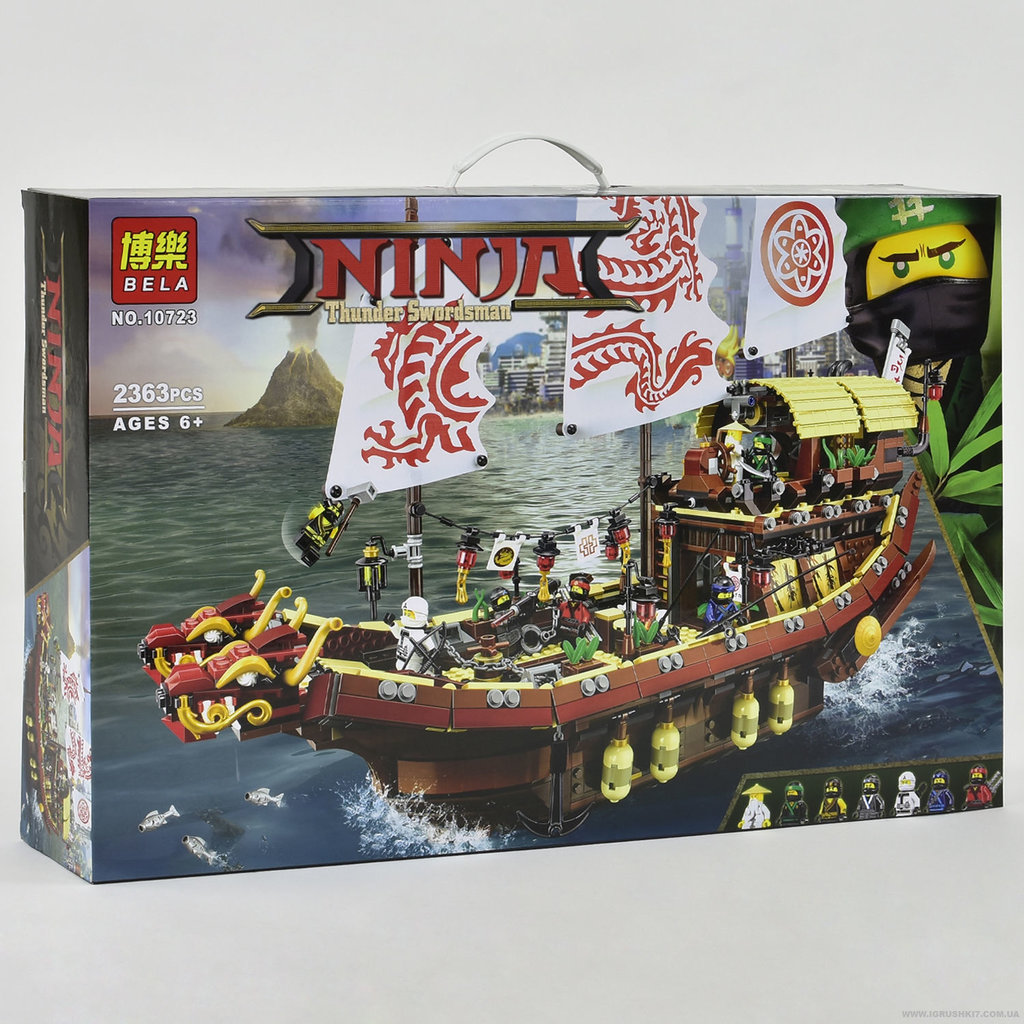 博樂
BELA
NO.10723
2363PCS
AGES 6+
NINJA
Thunder Swordsman
NINJA
Thunder Swordsman
WWW.IGRUSHKI7.COM.UA